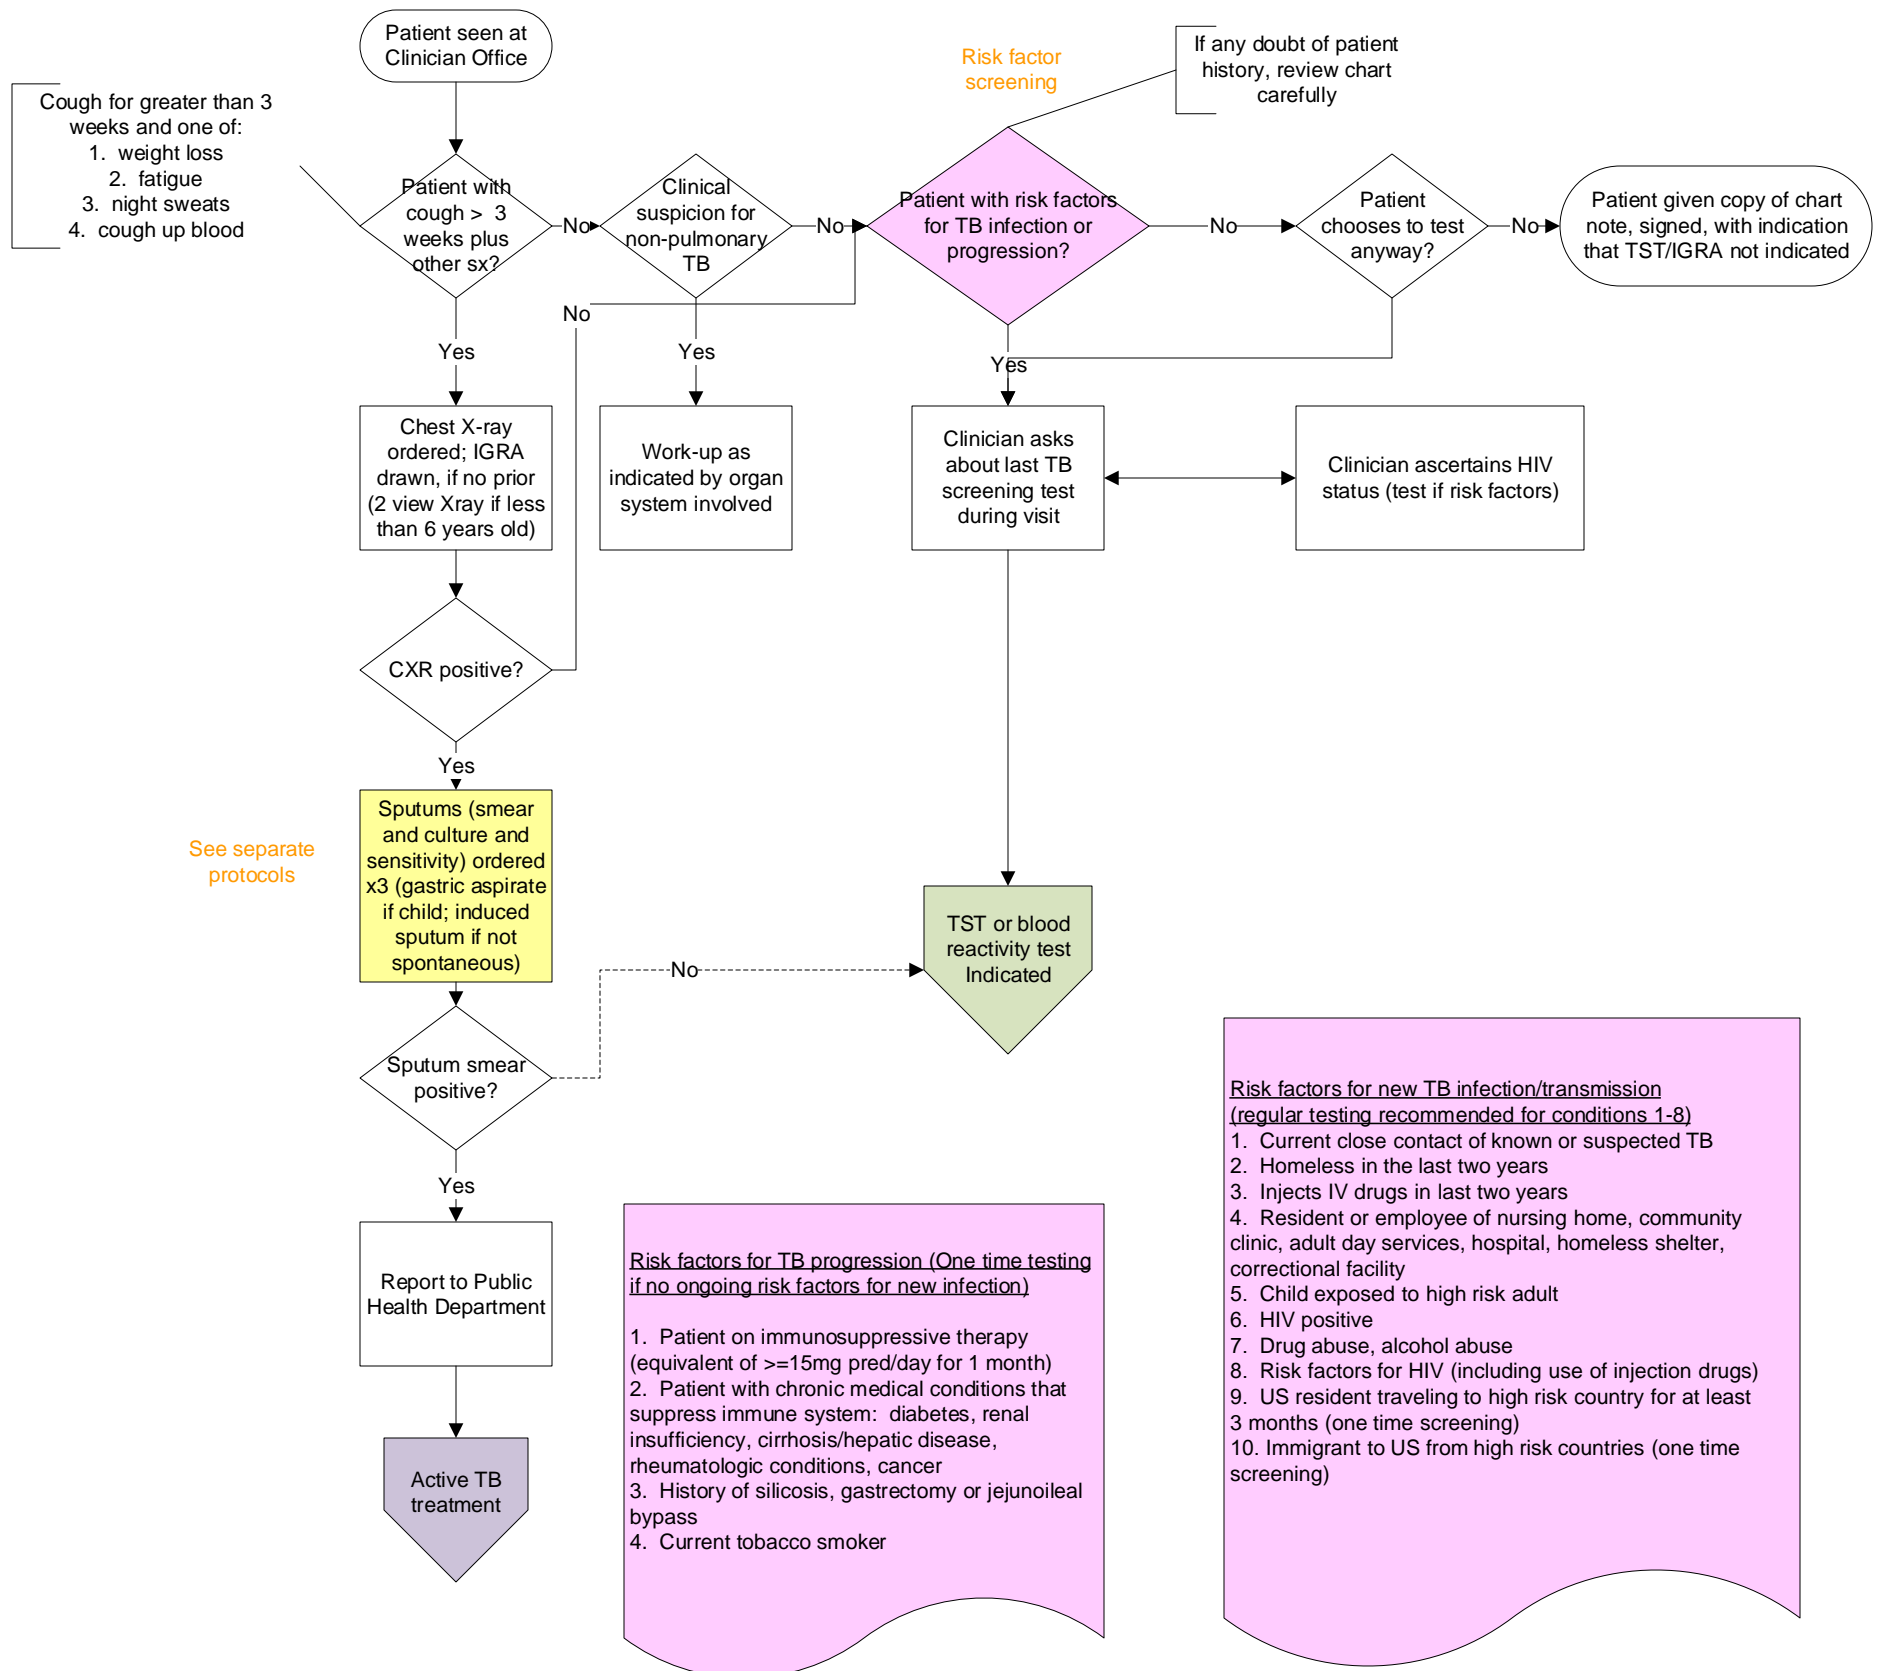 Patient seen at
Clinician Office
Risk factor
screening
If any doubt of patient
history, review chart
carefully
Cough for greater than 3
weeks and one of:
1.  weight loss
2.  fatigue
3.  night sweats
4.  cough up blood
Patient with
cough >  3
weeks plus
other sx?
No
Clinical
suspicion for
non-pulmonary
TB
No
Patient with risk factors
for TB infection or
progression?
No
Patient
chooses to test
anyway?
No
Patient given copy of chart
note, signed, with indication
that TST/IGRA not indicated
No
Yes
Yes
Yes
Chest X-ray
ordered; IGRA
drawn, if no prior
(2 view Xray if less
than 6 years old)
Work-up as
indicated by organ
system involved
Clinician asks
about last TB
screening test
during visit
Clinician ascertains HIV
status (test if risk factors)
CXR positive?
Yes
See separate
protocols
Sputums (smear
and culture and
sensitivity) ordered
x3 (gastric aspirate
if child; induced
sputum if not
spontaneous)
No
TST or blood
reactivity test
Indicated
Sputum smear
positive?
Yes
Report to Public
Health Department
Active TB
treatment
Risk factors for TB progression (One time testing
if no ongoing risk factors for new infection)
1.  Patient on immunosuppressive therapy
(equivalent of >=15mg pred/day for 1 month)
2.  Patient with chronic medical conditions that
suppress immune system:  diabetes, renal
insufficiency, cirrhosis/hepatic disease,
rheumatologic conditions, cancer
3.  History of silicosis, gastrectomy or jejunoileal
bypass
4.  Current tobacco smoker
Risk factors for new TB infection/transmission
(regular testing recommended for conditions 1-8)
1.  Current close contact of known or suspected TB
2.  Homeless in the last two years
3.  Injects IV drugs in last two years
4.  Resident or employee of nursing home, community
clinic, adult day services, hospital, homeless shelter,
correctional facility
5.  Child exposed to high risk adult
6.  HIV positive
7.  Drug abuse, alcohol abuse
8.  Risk factors for HIV (including use of injection drugs)
9.  US resident traveling to high risk country for at least
3 months (one time screening)
10. Immigrant to US from high risk countries (one time
screening)